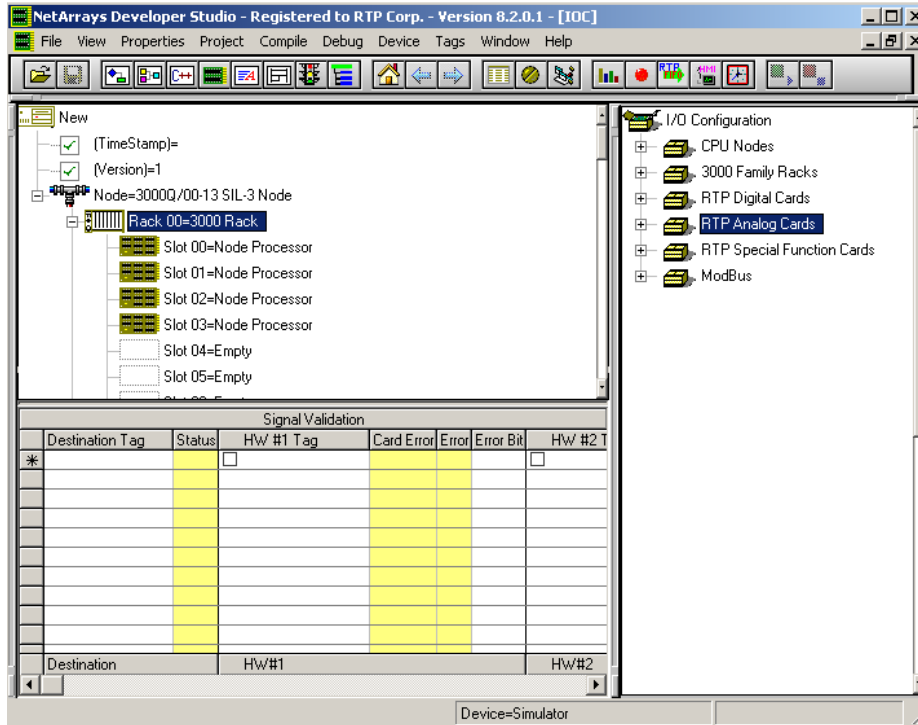 NetArrays Developer Studio - Registered to RTP Corp. - Version 8.2.0.1 - [IOC]
File View Properties Project Compile Debug Device Tags Window Help
New
(TimeStamp)=
(Version)=1
Node=3000Q/00-13 SIL-3 Node
Rack 00=3000 Rack
Slot 00=Node Processor
Slot 01=Node Processor
Slot 02=Node Processor
Slot 03=Node Processor
Slot 04=Empty
Slot 05=Empty
I/O Configuration
CPU Nodes
3000 Family Racks
RTP Digital Cards
RTP Analog Cards
RTP Special Function Cards
ModBus
Signal Validation
Destination Tag Status HW #1 Tag Card Error Error Error Bit HW #2 T
Destination HW#1 HW#2
Device=Simulator